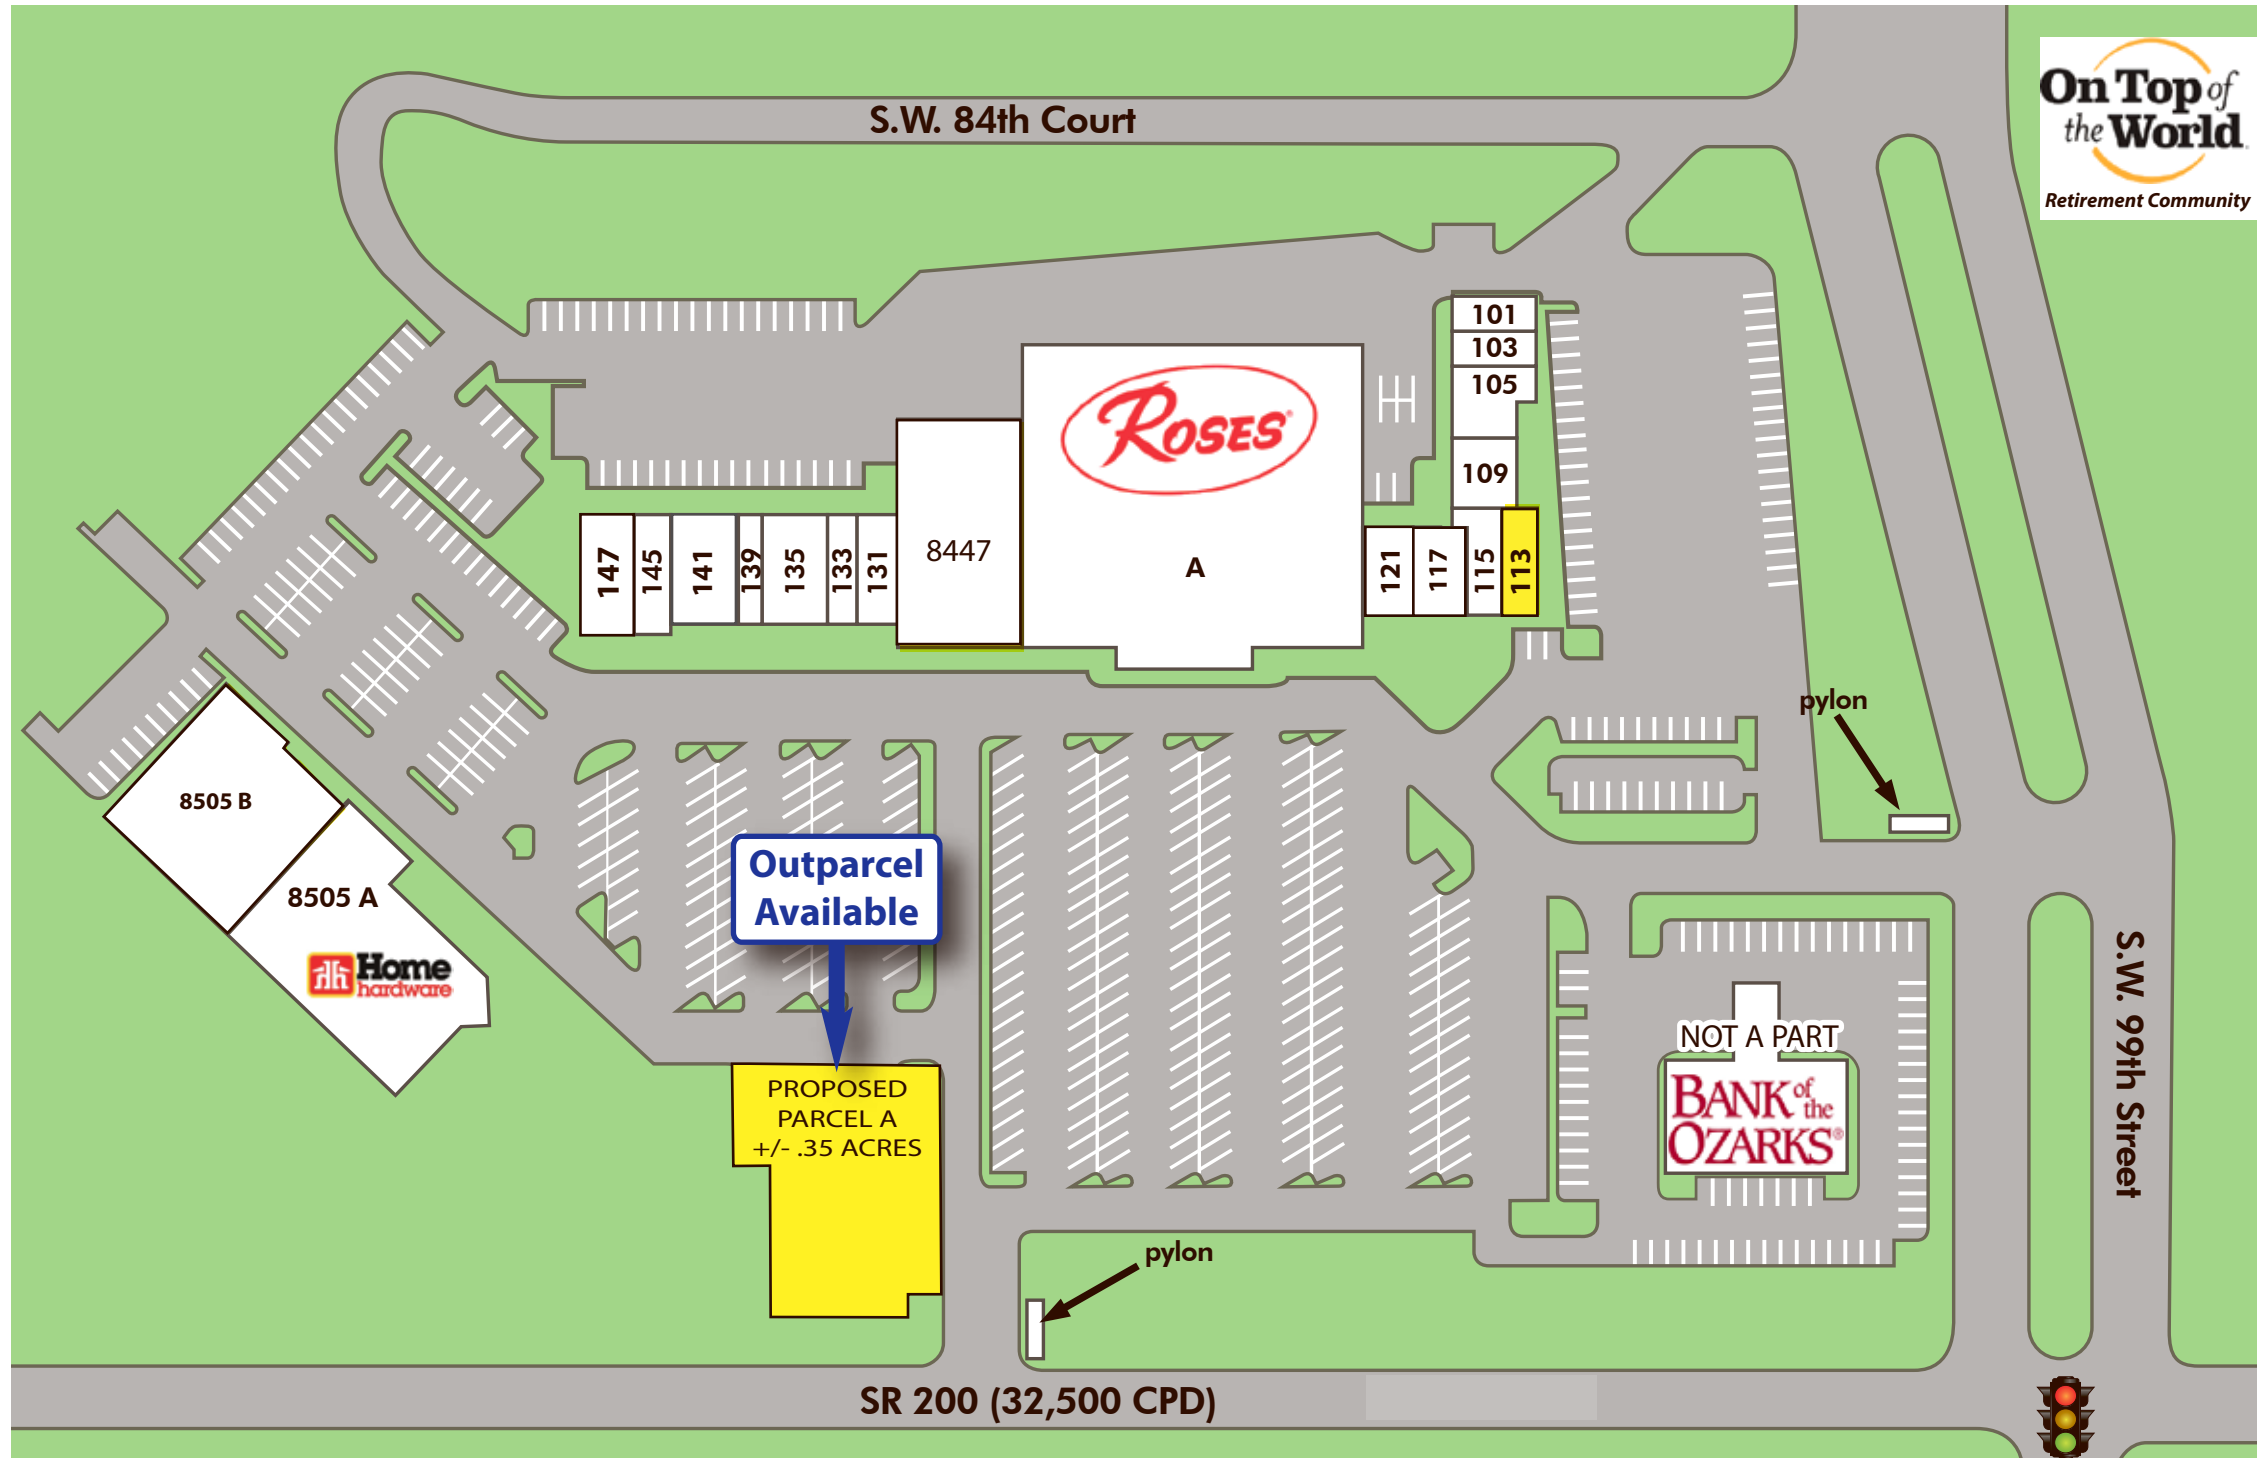 On Top of
the World
Retirement Community
S.W. 84th Court
101
103
105
109
ROSES
8447
A
147
145
141
139
135
133
131
121
117
115
113
pylon
8505 B
8505 A
Home
hardware
Outparcel
Available
PROPOSED
PARCEL A
+/- .35 ACRES
NOT A PART
BANK of the
OZARKS®
S.W. 99th Street
pylon
SR 200 (32,500 CPD)